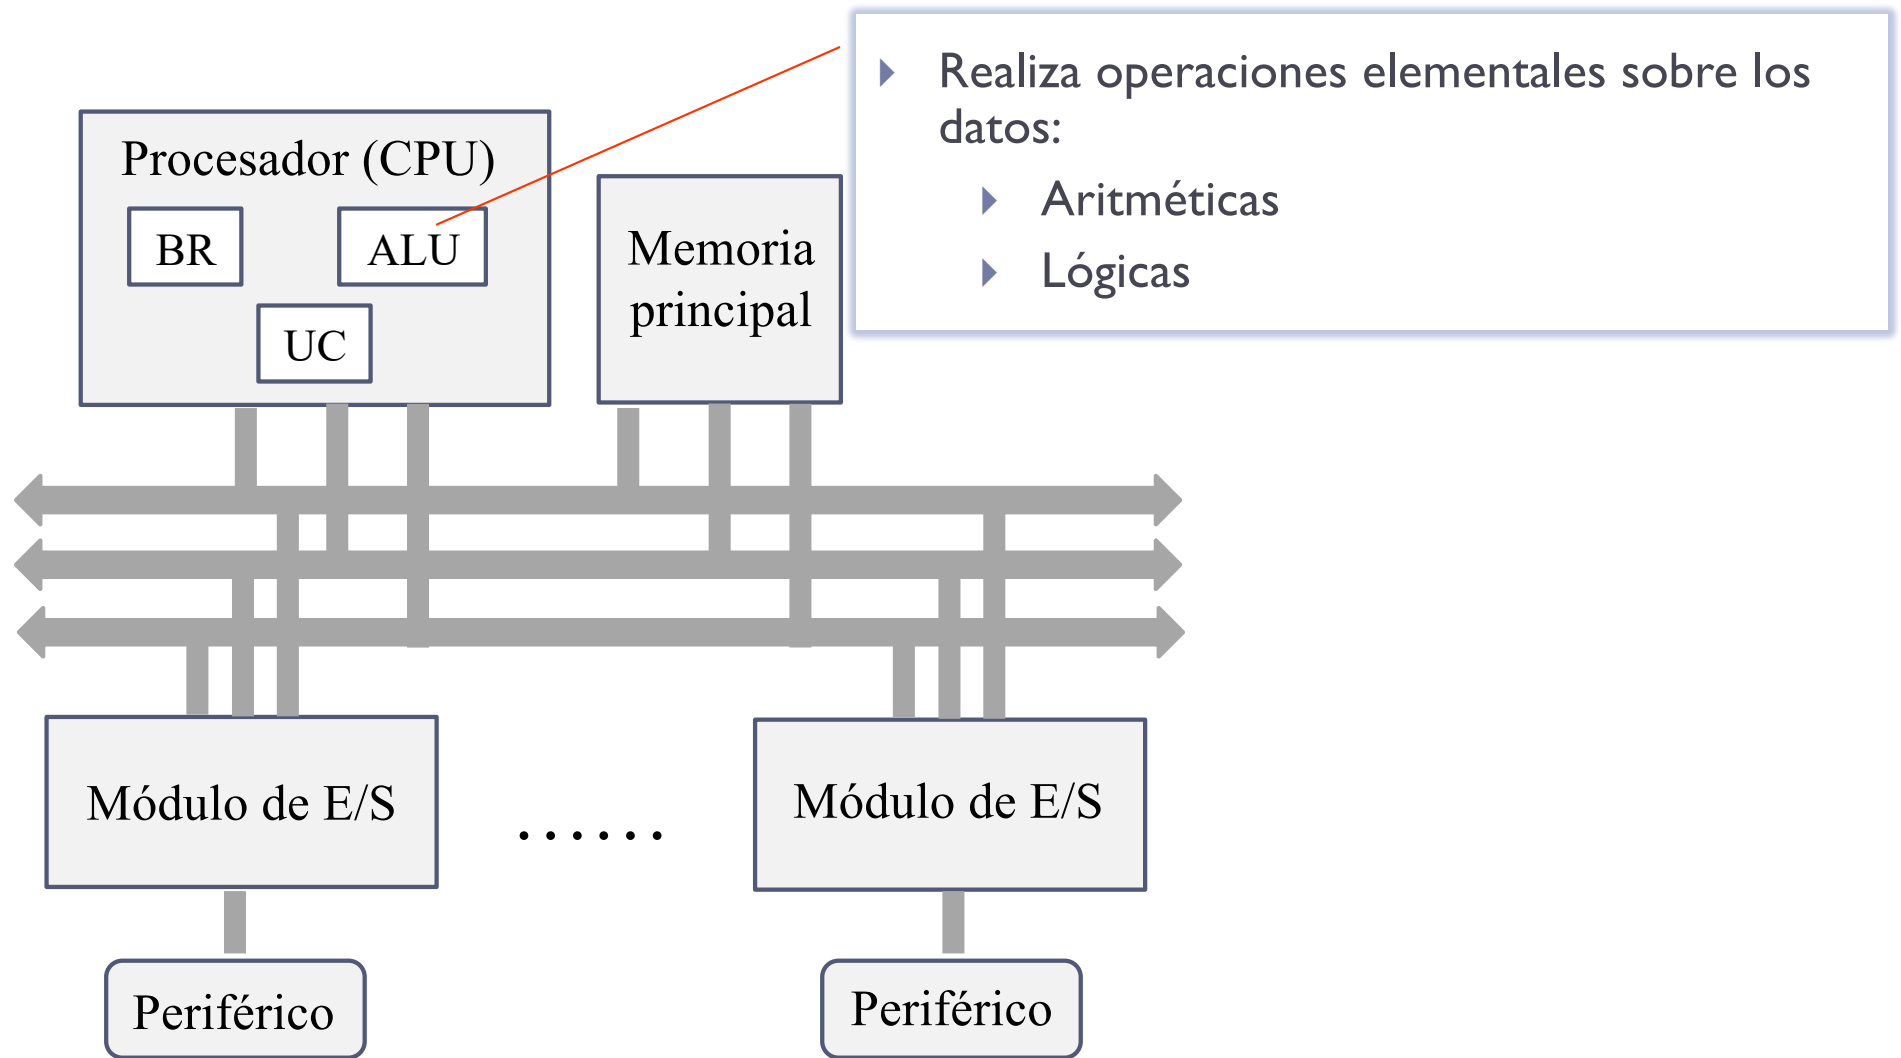 Realiza operaciones elementales sobre los
datos:
Aritméticas
Lógicas
Procesador (CPU)
BR
ALU
UC
Memoria
principal
Módulo de E/S
......
Módulo de E/S
Periférico
Periférico